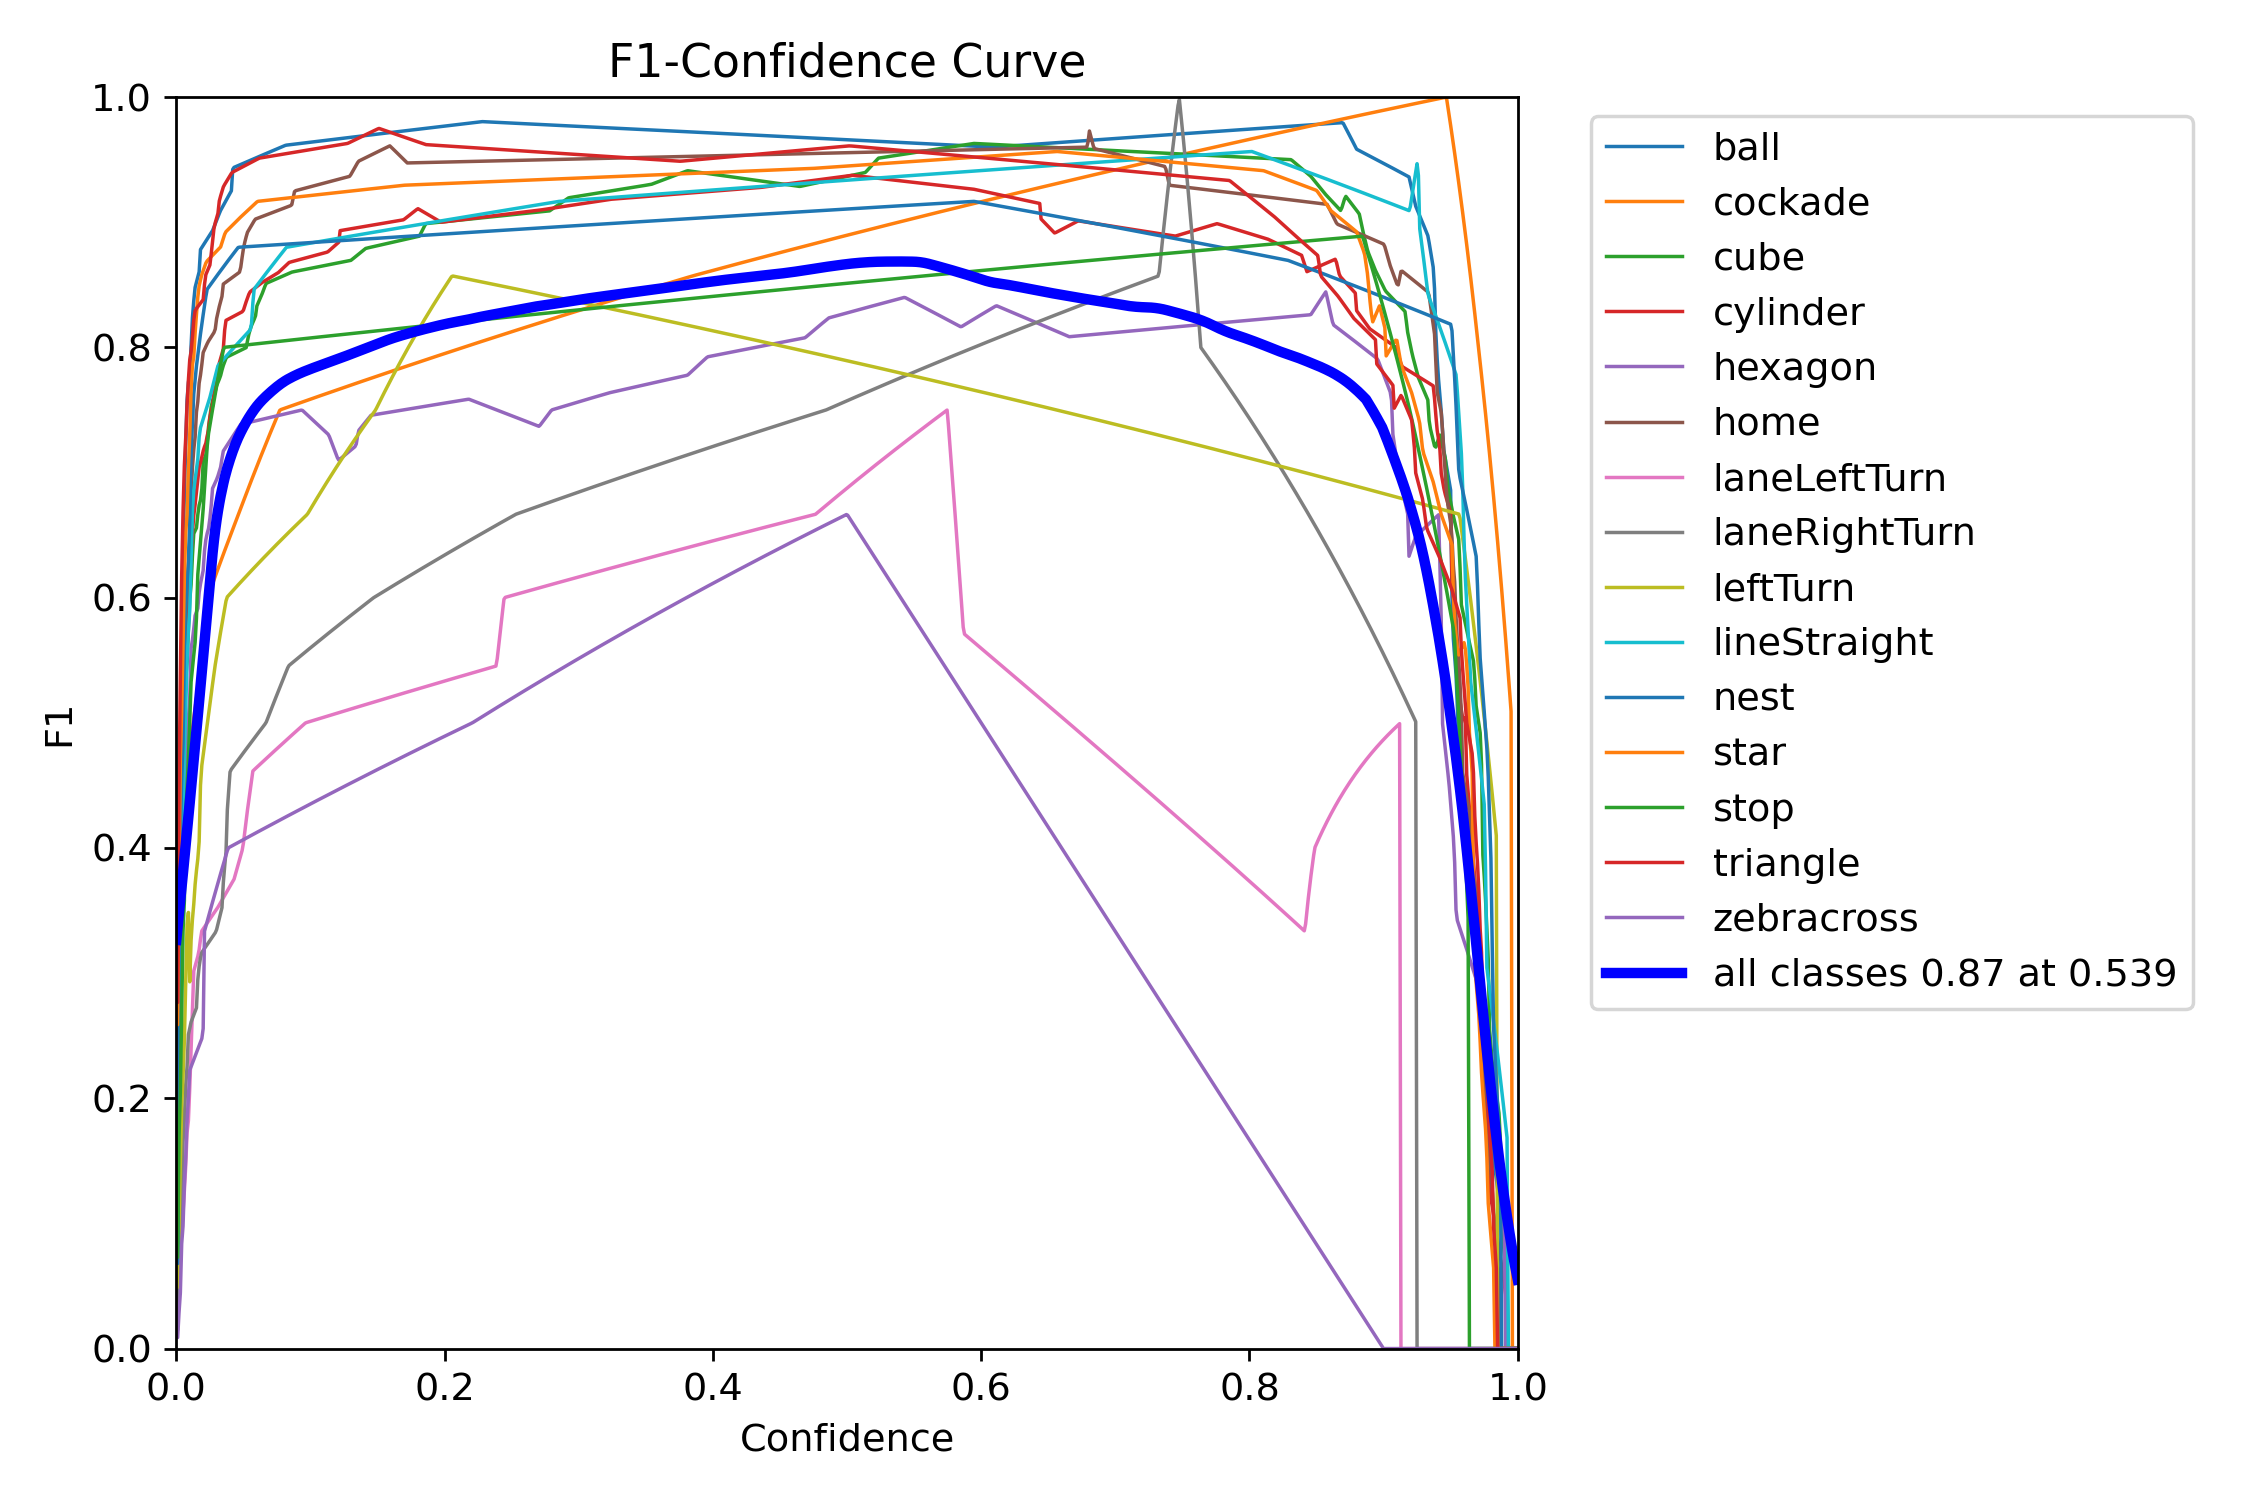 F1-Confidence Curve
1.0
0.8
0.6
0.4
0.2
0.0
F1
0.0 0.2 0.4 0.6 0.8 1.0
Confidence
ball
cockade
cube
cylinder
hexagon
home
laneLeftTurn
laneRightTurn
leftTurn
lineStraight
nest
star
stop
triangle
zebracross
all classes 0.87 at 0.539